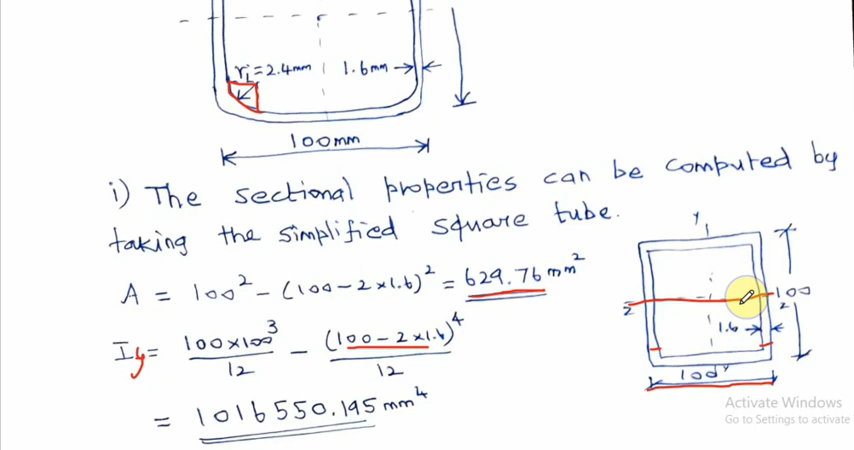 rᵢ=2.4mm 1.6mm
100mm
i) The sectional properties can be computed by
taking the simplified square tube.
A = 100² - (100 - 2×1.6)² = 629.76 mm²
Iy = 100×100³/12 - (100 - 2×1.6)⁴/12
= 1016550.195 mm⁴
y
z 100 z
1.6
100 y
Activate Windows
Go to Settings to activate